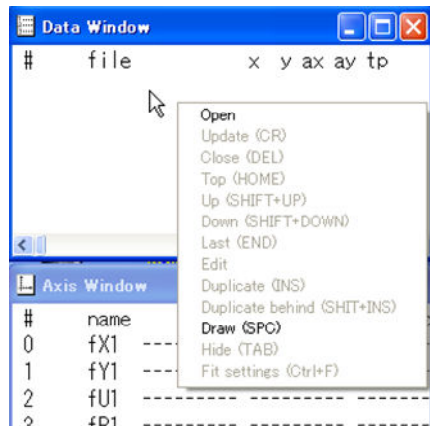 Data Window
# file x y ax ay tp
Open
Update (CR)
Close (DEL)
Top (HOME)
Up (SHIFT+UP)
Down (SHIFT+DOWN)
Last (END)
Edit
Duplicate (INS)
Duplicate behind (SHIT+INS)
Draw (SPC)
Hide (TAB)
Fit settings (Ctrl+F)
Axis Window
# name
0 fX1 --------- --------- -------
1 fY1 --------- --------- -------
2 fU1 --------- --------- -------
3 fR1 --------- --------- -------